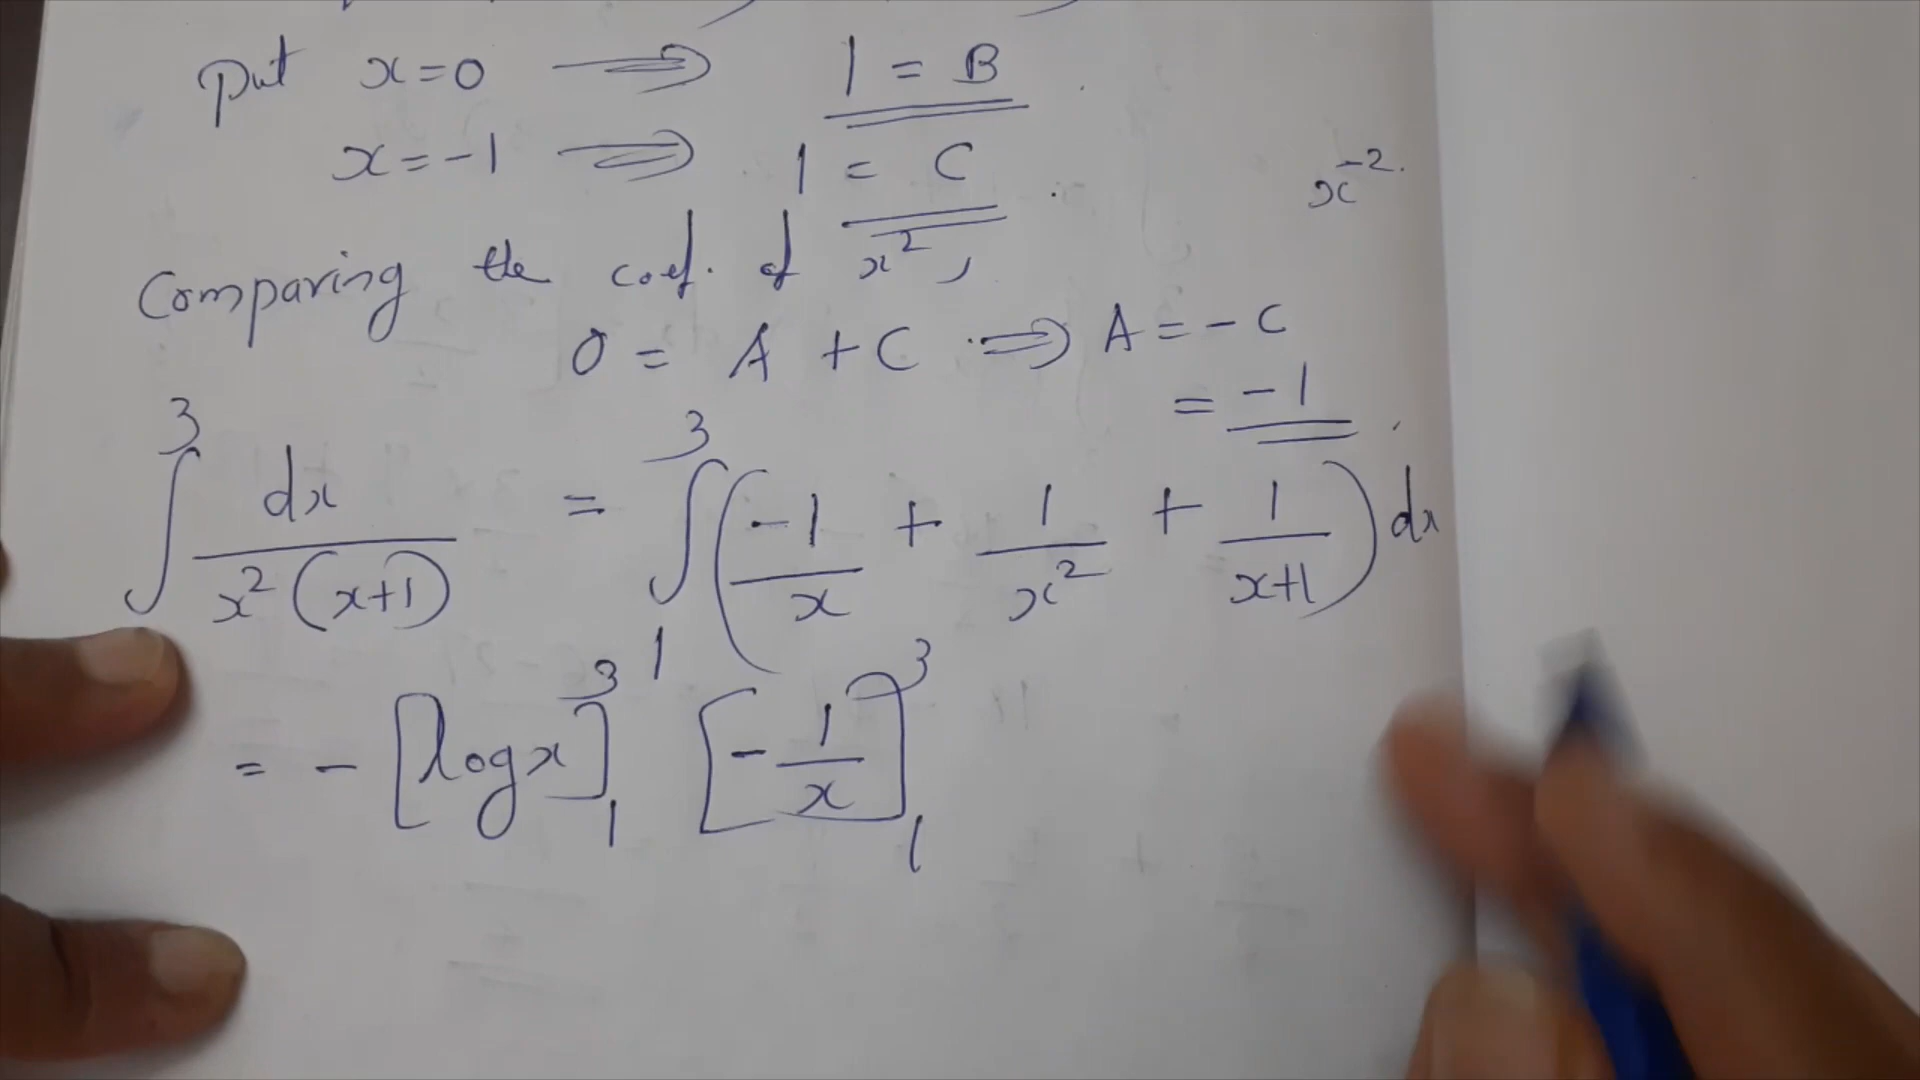 put x=0 ⟹ 1 = B
x=-1 ⟹ 1 = C
x⁻².
Comparing the coef. of x²,
0 = A + C ⟹ A = - C
= -1
∫³ dx / x²(x+1) = ∫₁³ (-1/x + 1/x² + 1/x+1) dx
= - [log x]₁³ [- 1/x]₁³